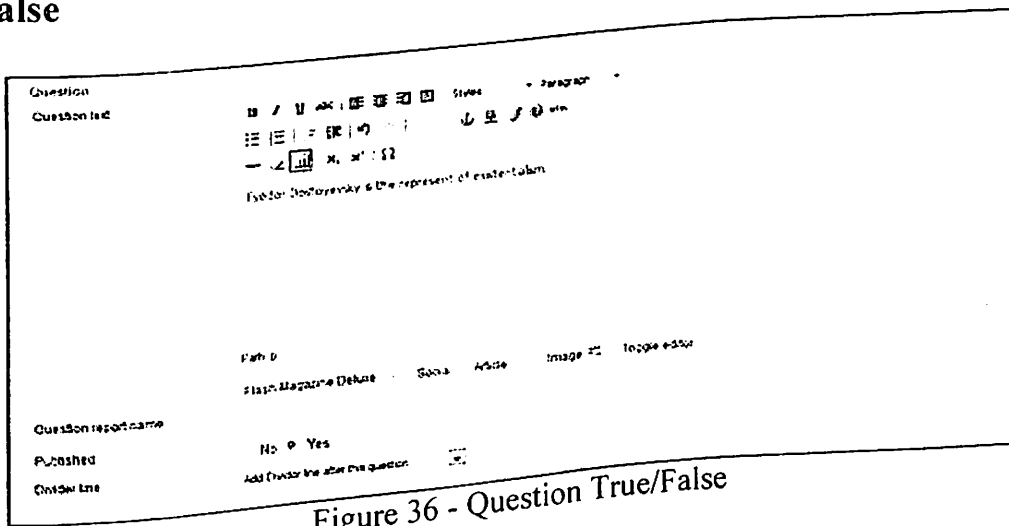 alse
Question
Question text
Styles Paragraph
Fyodor Dostoyevsky is the represent of existentialism
Path: p
Flash Magazine Deluxe Social Article Image Toggle editor
Question report name
Published No Yes
Divider line Add Divider line after this question
Figure 36 - Question True/False